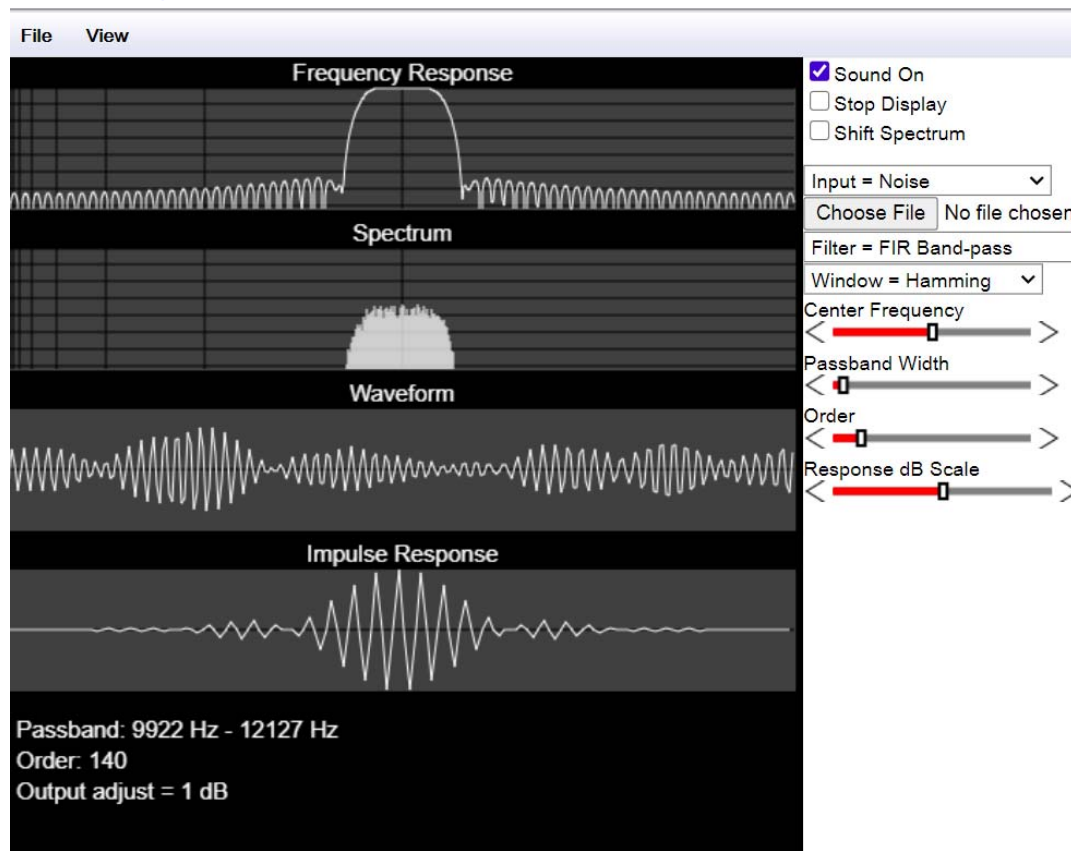 File View
Frequency Response
Spectrum
Waveform
Impulse Response
Passband: 9922 Hz - 12127 Hz
Order: 140
Output adjust = 1 dB
Sound On
Stop Display
Shift Spectrum
Input = Noise
Choose File No file chosen
Filter = FIR Band-pass
Window = Hamming
Center Frequency
Passband Width
Order
Response dB Scale